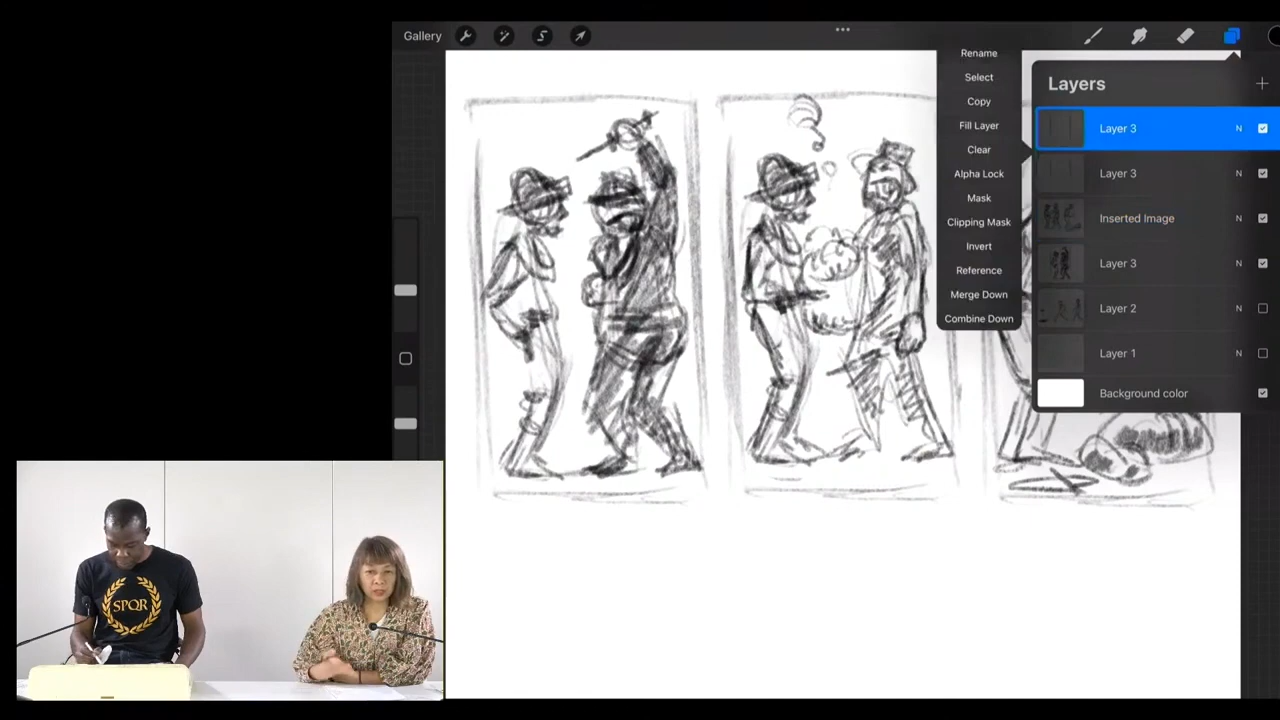 Gallery
Rename
Select
Copy
Fill Layer
Clear
Alpha Lock
Mask
Clipping Mask
Invert
Reference
Merge Down
Combine Down
Layers
Layer 3 N
Layer 3 N
Inserted Image N
Layer 3 N
Layer 2 N
Layer 1 N
Background color
SPQR